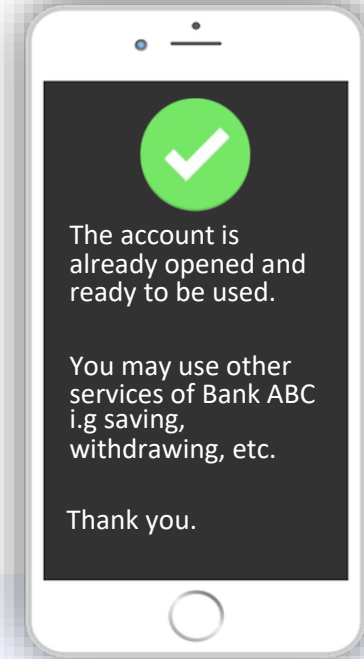 The account is
already opened and
ready to be used.
You may use other
services of Bank ABC
i.g saving,
withdrawing, etc.
Thank you.